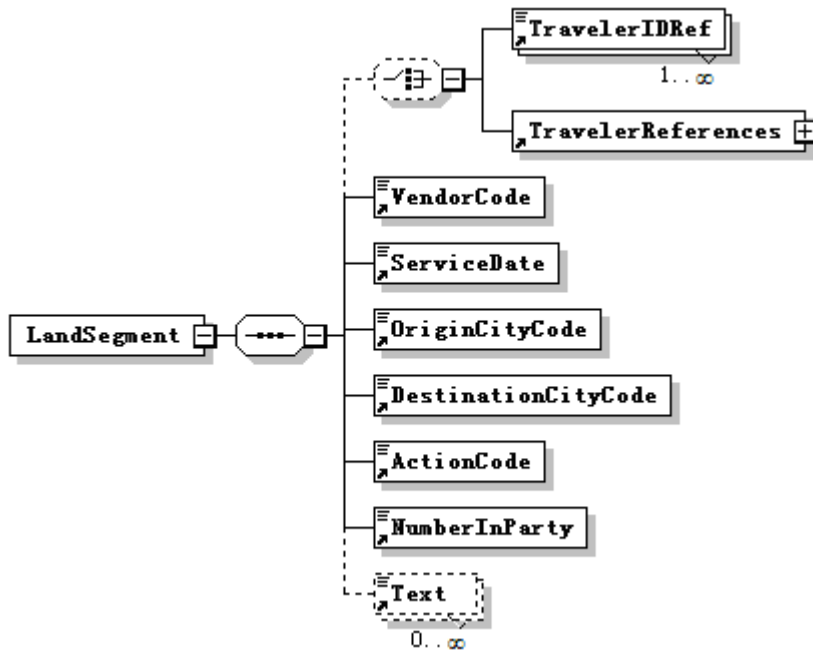 TravelerIDRef
1..∞
TravelerReferences
VendorCode
ServiceDate
OriginCityCode
LandSegment
DestinationCityCode
ActionCode
NumberInParty
Text
0..∞